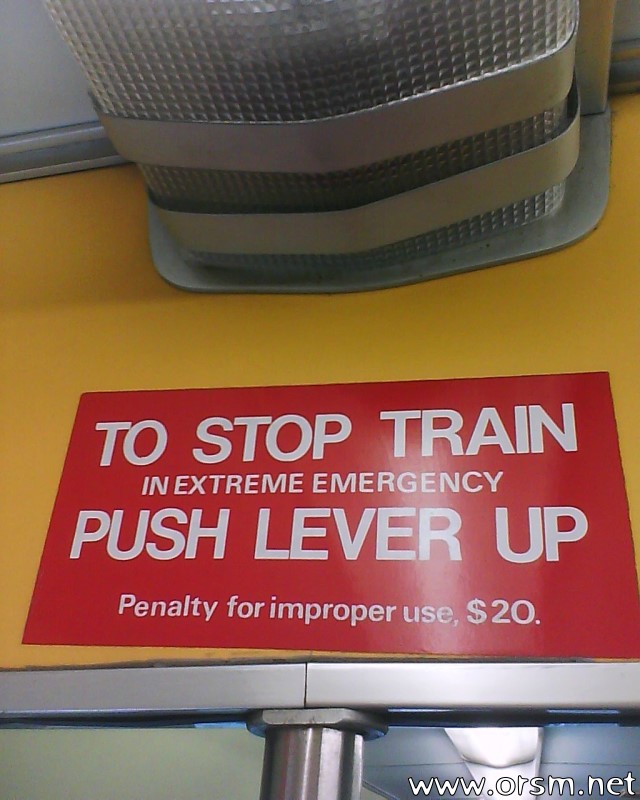 TO STOP TRAIN
IN EXTREME EMERGENCY
PUSH LEVER UP
Penalty for improper use, $20.
www.orsm.net